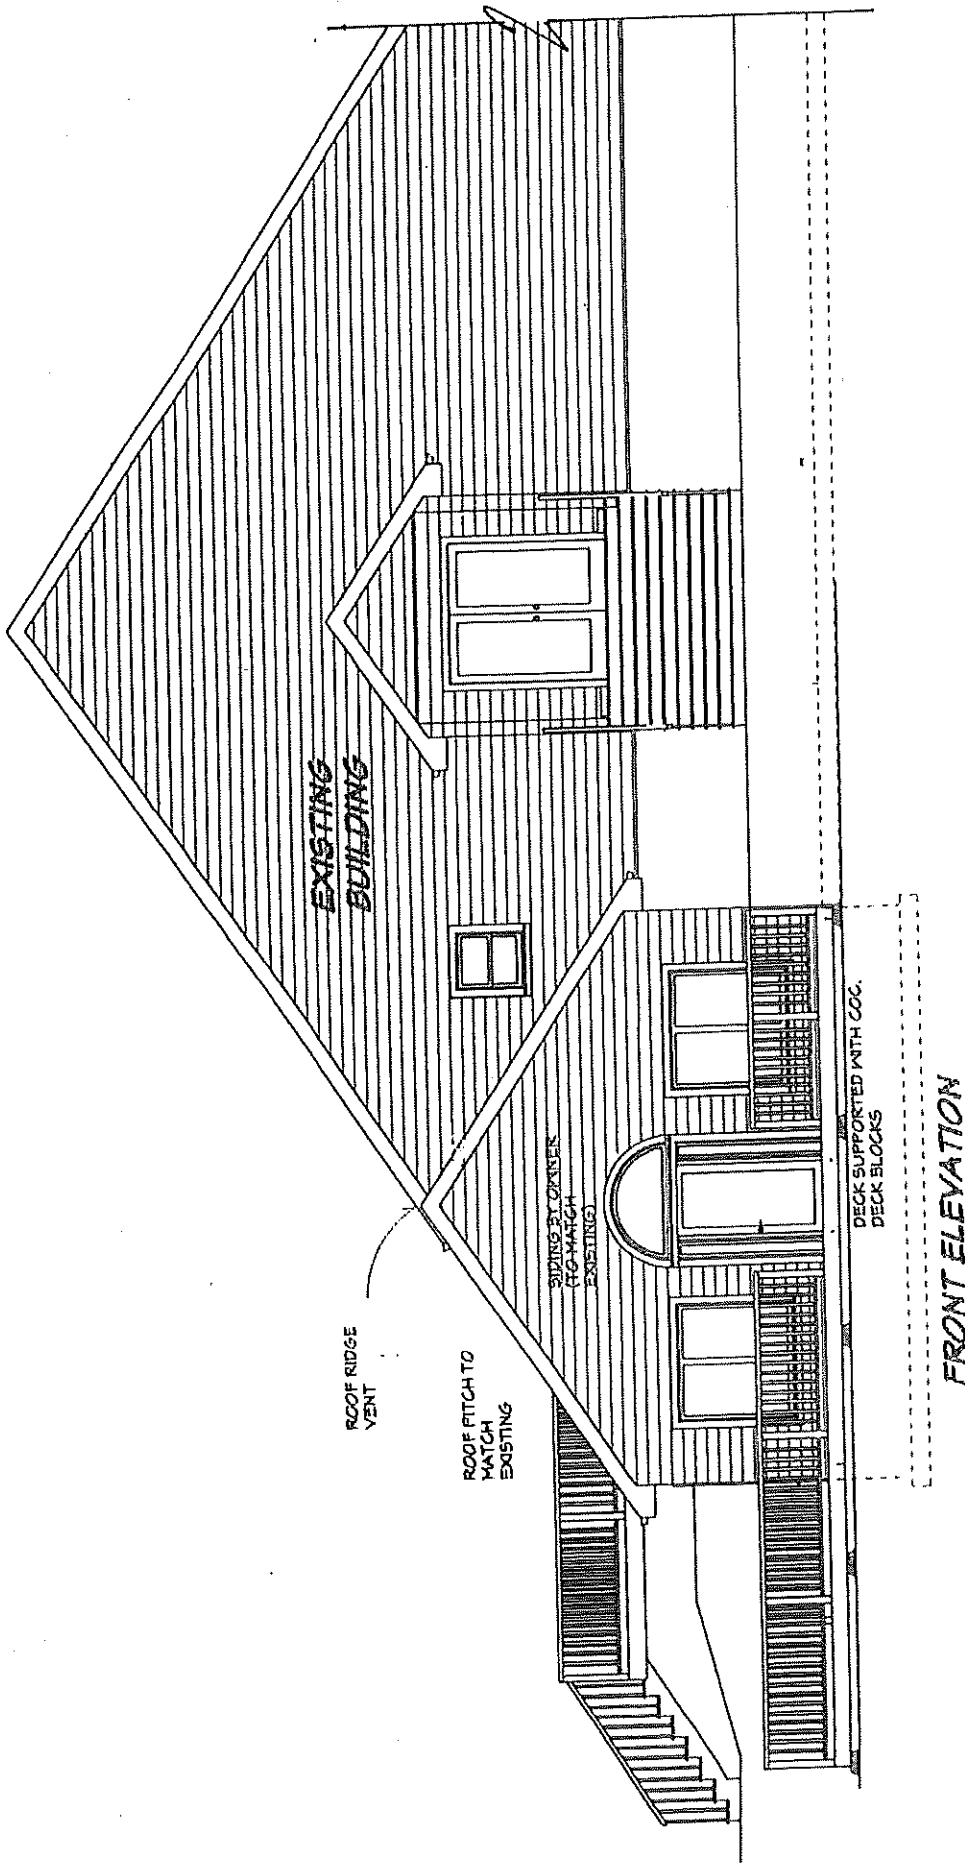 EXISTING
BUILDING
ROOF RIDGE
VENT
ROOF PITCH TO
MATCH
EXISTING
SIDING BY OWNER
(TO MATCH
EXISTING)
DECK SUPPORTED WITH COC.
DECK BLOCKS
FRONT ELEVATION